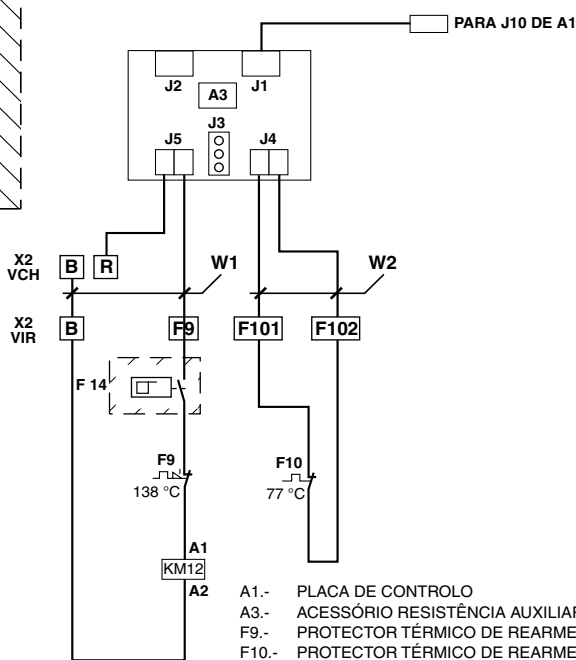 PARA J10 DE A1
J2
J1
A3
J3
J5
J4
X2
VCH
B
R
W1
W2
X2
VIR
B
F9
F101
F102
F 14
F9
138 °C
F10
77 °C
A1
KM12
A2
A1.- PLACA DE CONTROLO
A3.- ACESSÓRIO RESISTÊNCIA AUXILIAR
F9.- PROTECTOR TÉRMICO DE REARME
F10.- PROTECTOR TÉRMICO DE REARME